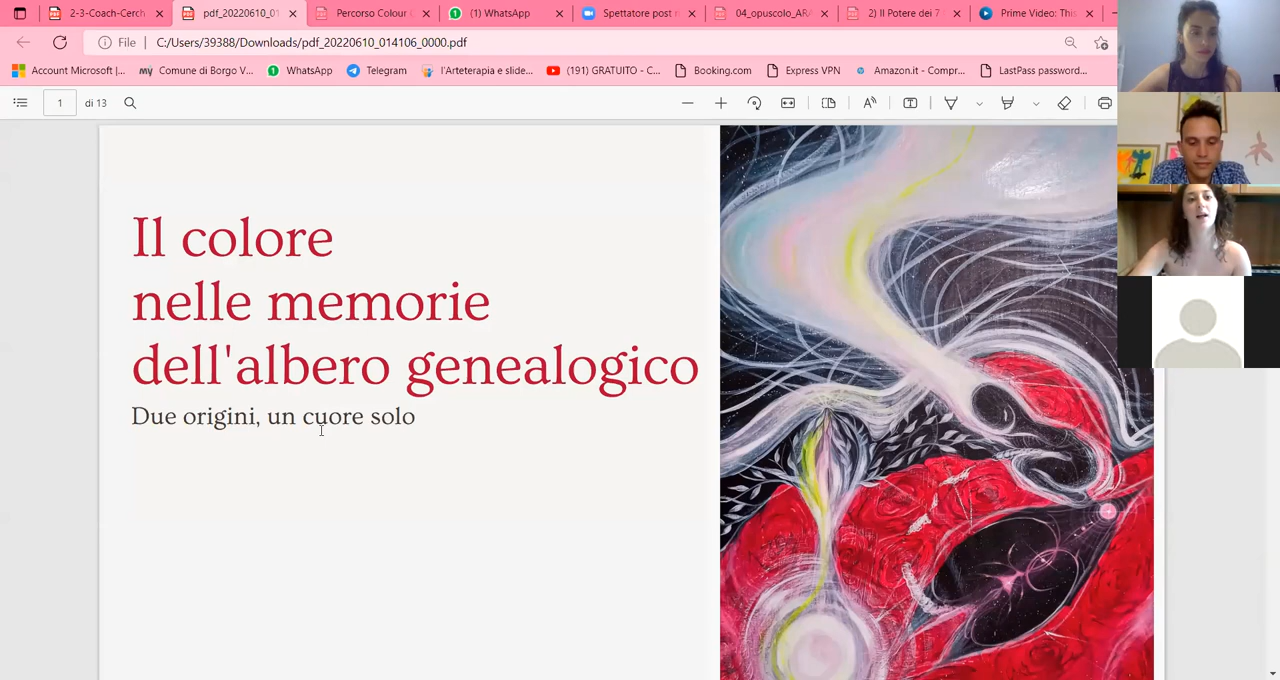 2-3-Coach-Cerch
pdf_20220610_01
Percorso Colour
(1) WhatsApp
Spettatore post
04_opuscolo_ARA
2) Il Potere dei 7
Prime Video: This
File
C:/Users/39388/Downloads/pdf_20220610_014106_0000.pdf
Account Microsoft |...
my Comune di Borgo V...
WhatsApp
Telegram
l'Arteterapia e slide...
(191) GRATUITO - C...
Booking.com
Express VPN
Amazon.it - Compr...
LastPass password...
1 di 13
Il colore
nelle memorie
dell'albero genealogico
Due origini, un cuore solo